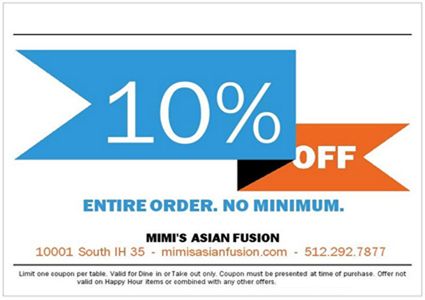 10%
OFF
ENTIRE ORDER. NO MINIMUM.
MIMI'S ASIAN FUSION
10001 South IH 35 - mimisasianfusion.com - 512.292.7877
Limit one coupon per table. Valid for Dine in or Take out only. Coupon must be presented at time of purchase. Offer not
valid on Happy Hour items or combined with any other offers.